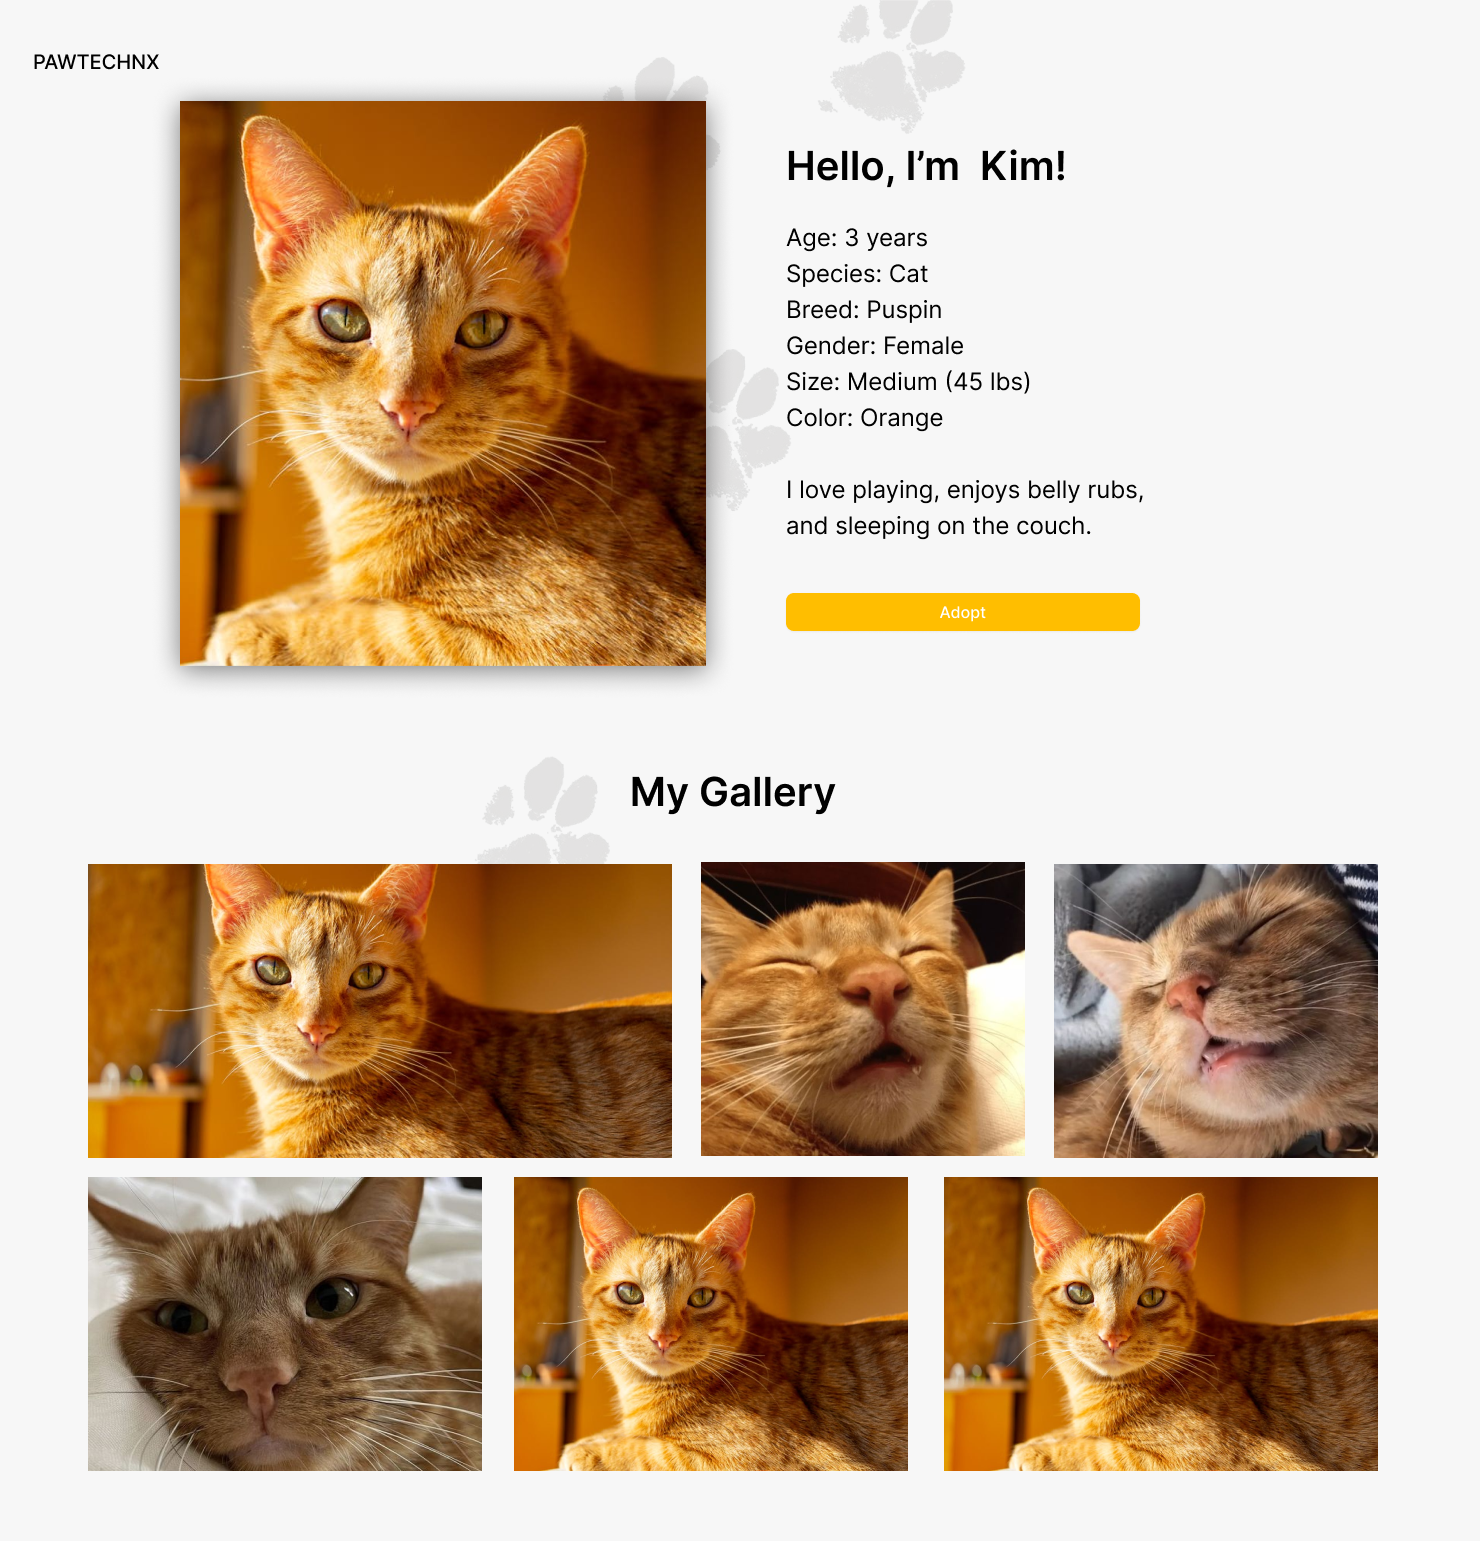 PAWTECHNX
Hello, I’m  Kim!
Age: 3 years
Species: Cat
Breed: Puspin
Gender: Female
Size: Medium (45 lbs)
Color: Orange
I love playing, enjoys belly rubs,
and sleeping on the couch.
Adopt
My Gallery